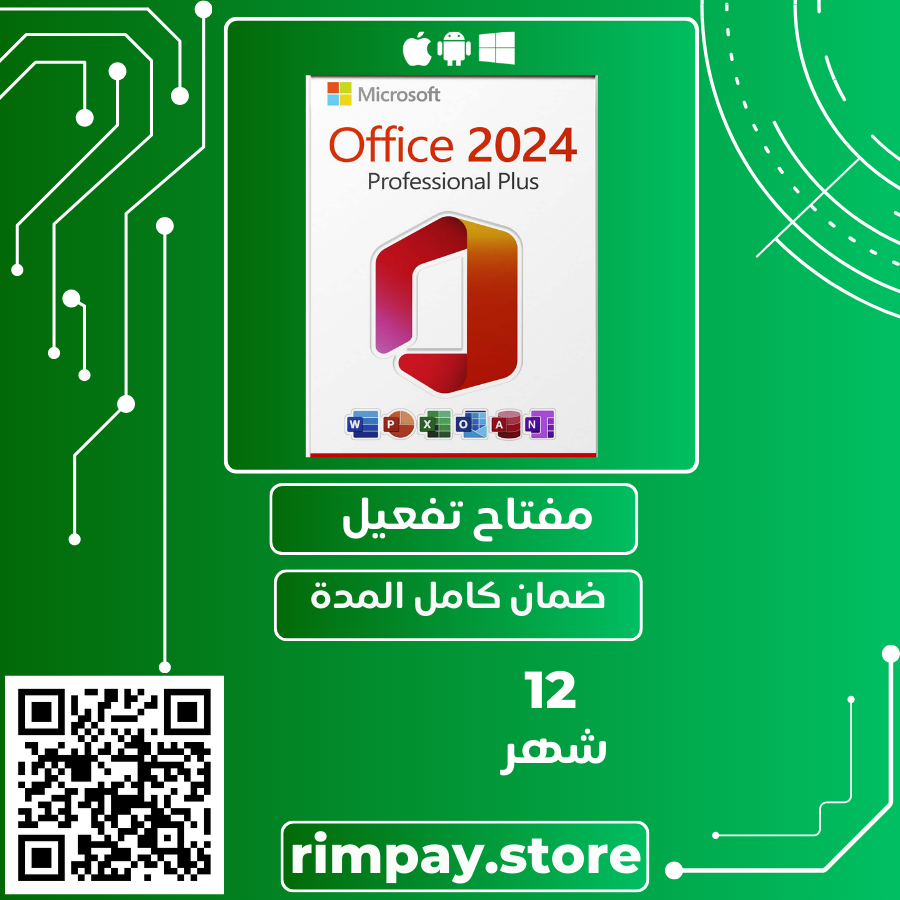 Microsoft
Office 2024
Professional Plus
W P X O A N
مفتاح تفعيل
ضمان كامل المدة
12
شهر
rimpay.store